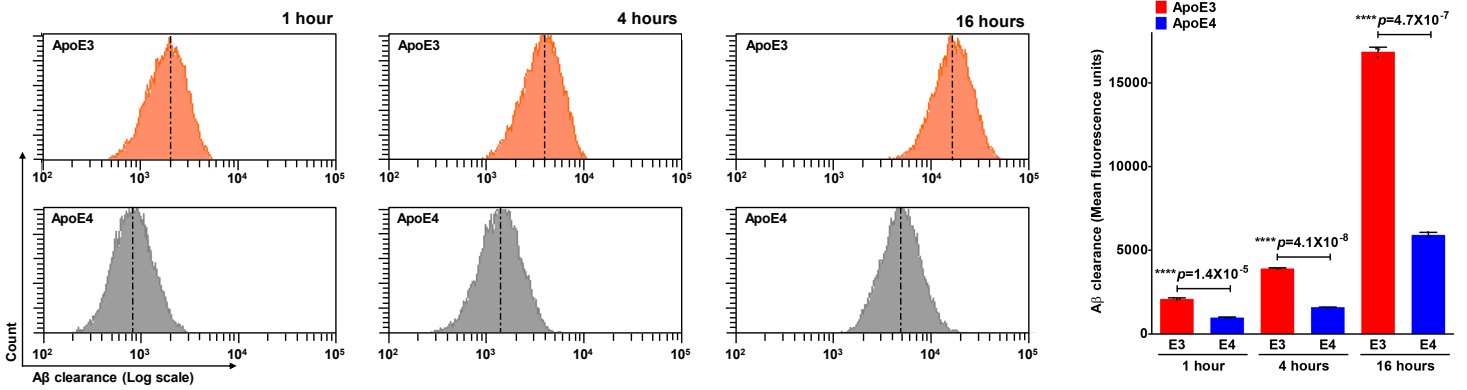 1 hour
4 hours
16 hours
ApoE3
ApoE3
ApoE3
10² 10³ 10⁴ 10⁵
10² 10³ 10⁴ 10⁵
10² 10³ 10⁴ 10⁵
ApoE4
ApoE4
ApoE4
10² 10³ 10⁴ 10⁵
10² 10³ 10⁴ 10⁵
10² 10³ 10⁴ 10⁵
Count
Aβ clearance (Log scale)
ApoE3
ApoE4
****p=4.7X10⁻⁷
****p=4.1X10⁻⁸
****p=1.4X10⁻⁵
Aβ clearance (Mean fluorescence units)
15000
10000
5000
0
E3 E4 E3 E4 E3 E4
1 hour 4 hours 16 hours